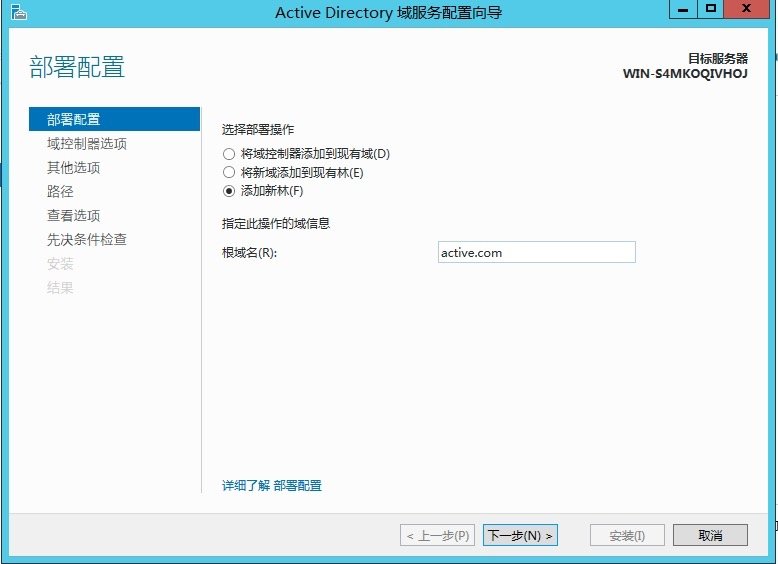 Active Directory 域服务配置向导
部署配置
目标服务器
WIN-S4MKOQIVHOJ
部署配置
域控制器选项
其他选项
路径
查看选项
先决条件检查
安装
结果
选择部署操作
将域控制器添加到现有域(D)
将新域添加到现有林(E)
添加新林(F)
指定此操作的域信息
根域名(R):
active.com
详细了解 部署配置
< 上一步(P)
下一步(N) >
安装(I)
取消